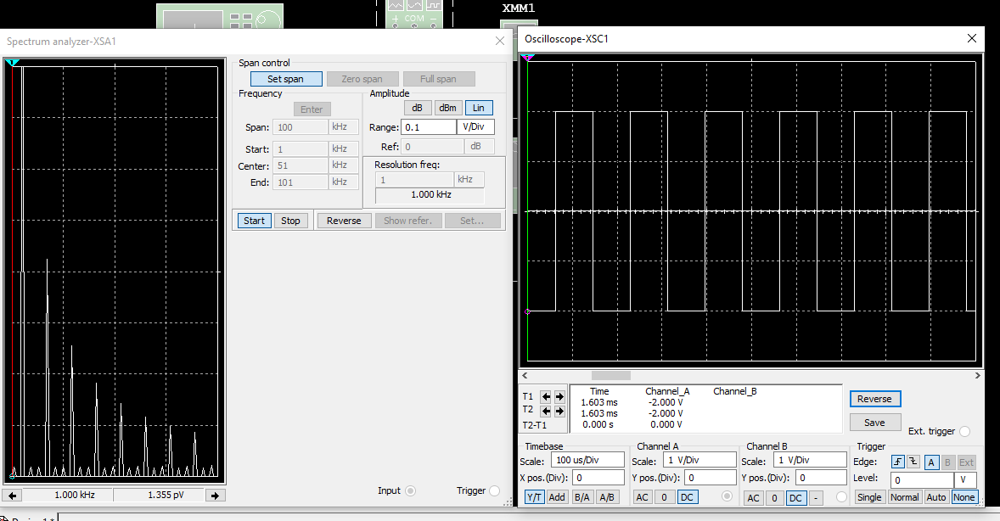 XMM1
COM
Spectrum analyzer-XSA1
Span control
Set span Zero span Full span
Frequency
Enter
Span: 100 kHz
Start: 1 kHz
Center: 51 kHz
End: 101 kHz
Amplitude
dB dBm Lin
Range: 0.1 V/Div
Ref: 0 dB
Resolution freq:
1 kHz
1.000 kHz
Start Stop Reverse Show refer. Set...
1.000 kHz 1.355 pV
Input Trigger
Oscilloscope-XSC1
Time Channel_A Channel_B
T1 1.603 ms -2.000 V
T2 1.603 ms -2.000 V
T2-T1 0.000 s 0.000 V
Reverse
Save
Ext. trigger
Timebase
Scale: 100 us/Div
X pos.(Div): 0
Y/T Add B/A A/B
Channel A
Scale: 1 V/Div
Y pos.(Div): 0
AC 0 DC
Channel B
Scale: 1 V/Div
Y pos.(Div): 0
AC 0 DC -
Trigger
Edge: A B Ext
Level: 0 V
Single Normal Auto None